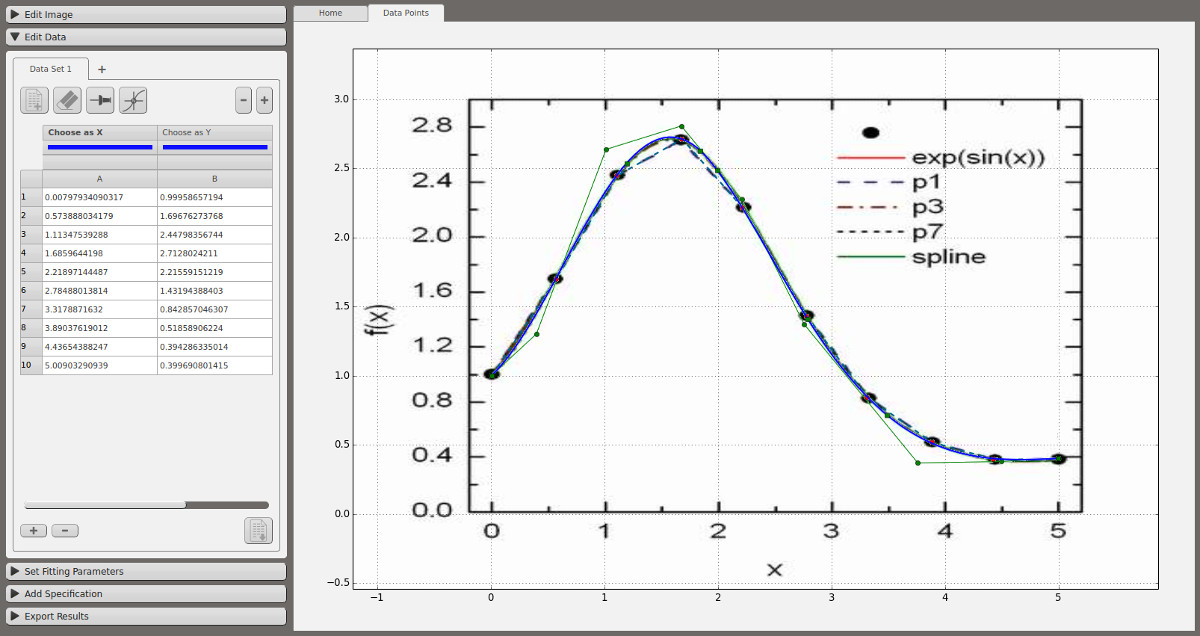 Edit Image
Edit Data
Data Set 1 +
- +
Choose as X Choose as Y
A B
1 0.00797934090317 0.99958657194
2 0.573888034179 1.69676273768
3 1.11347539288 2.44798356744
4 1.6859644198 2.7128024211
5 2.21897144487 2.21559151219
6 2.78488013814 1.43194388403
7 3.3178871632 0.842857046307
8 3.89037619012 0.51858906224
9 4.43654388247 0.394286335014
10 5.00903290939 0.399690801415
+ -
Set Fitting Parameters
Add Specification
Export Results
Home Data Points
3.0
2.5
2.0
1.5
1.0
0.5
0.0
−0.5
−1 0 1 2 3 4 5
f(x)
2.8
2.4
2.0
1.6
1.2
0.8
0.4
0.0
0 1 2 3 4 5
x
exp(sin(x))
p1
p3
p7
spline